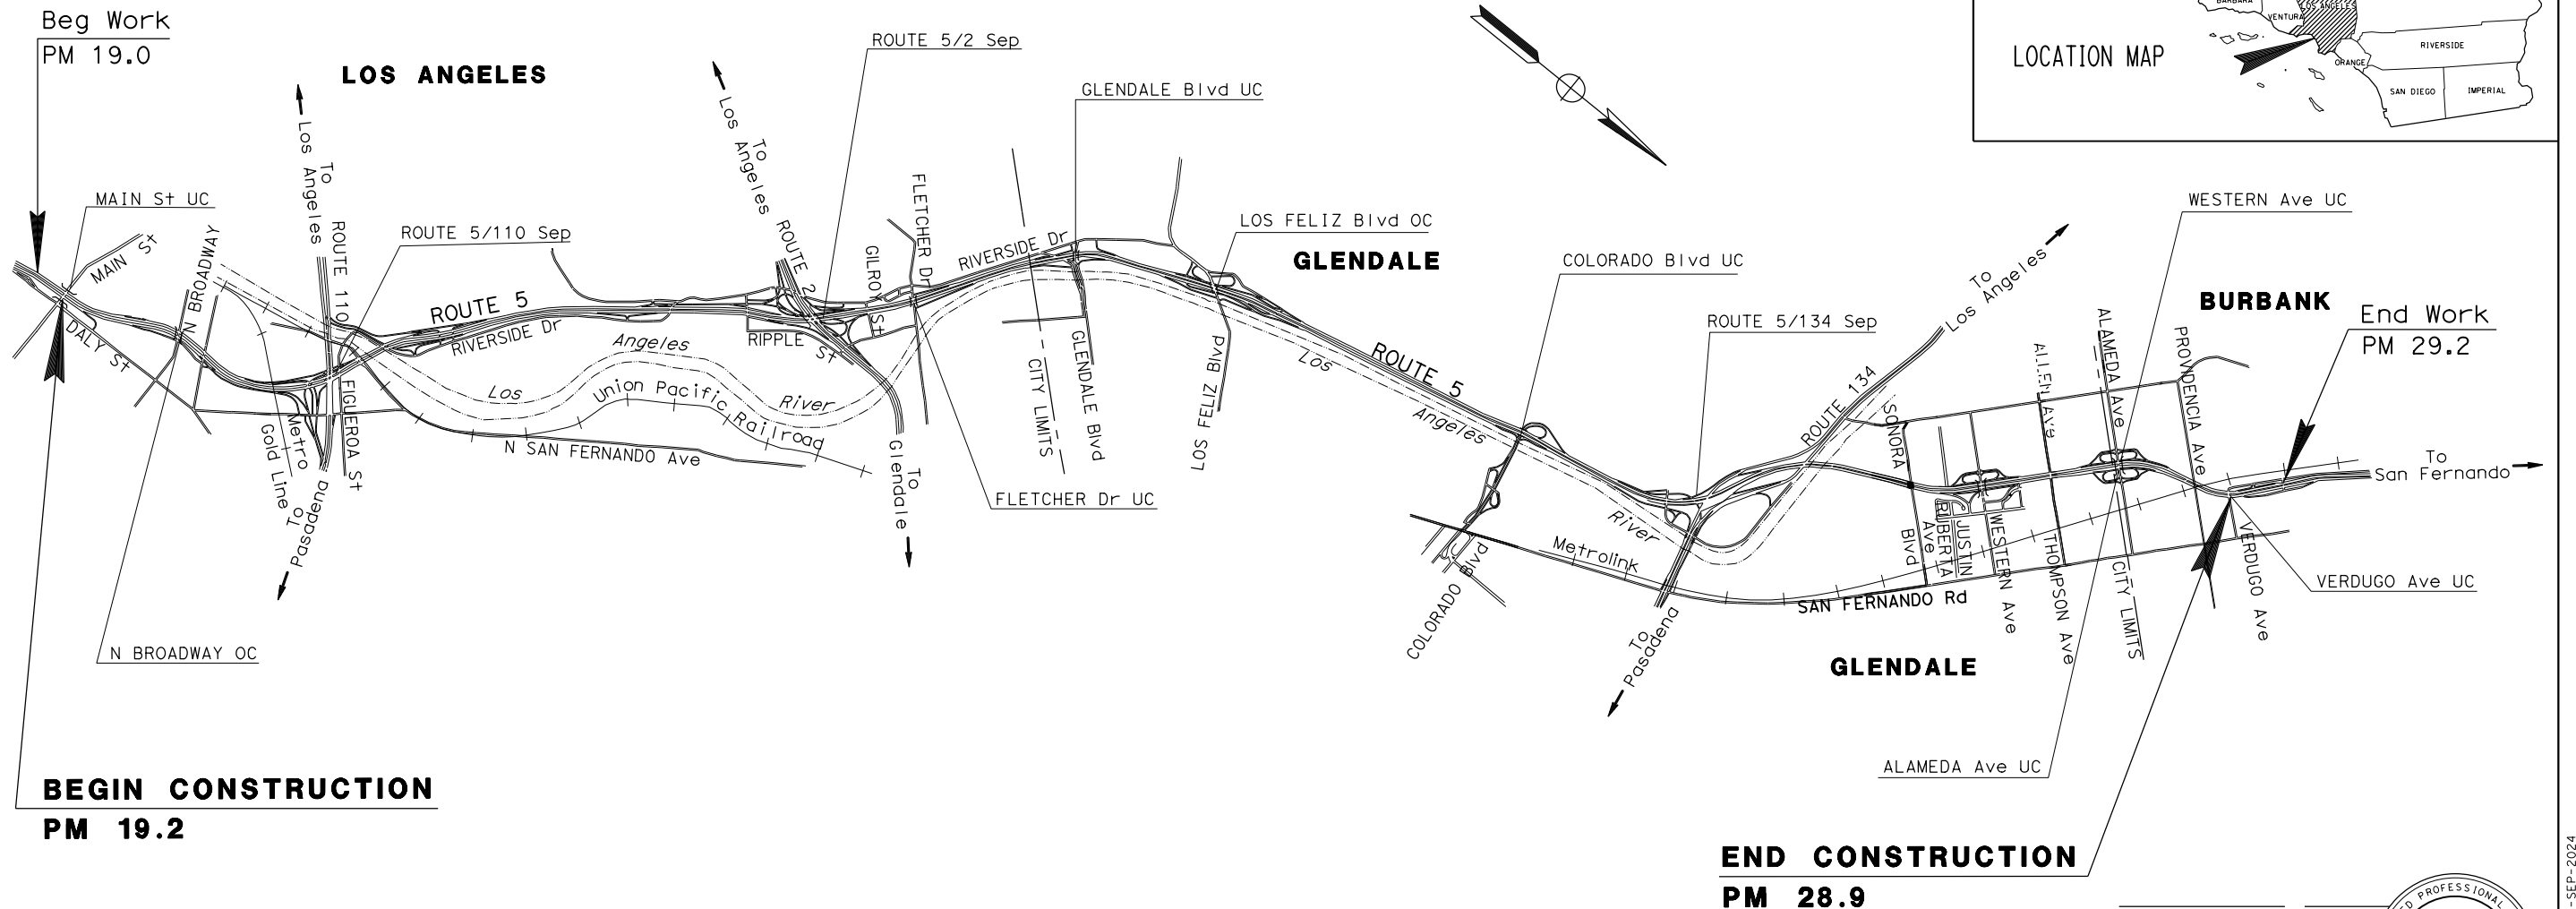 Beg Work
PM 19.0
LOS ANGELES
ROUTE 5/2 Sep
GLENDALE Blvd UC
LOCATION MAP
VENTURA
LOS ANGELES
RIVERSIDE
ORANGE
SAN DIEGO
IMPERIAL
MAIN St UC
MAIN St
N BROADWAY
To
Los Angeles
ROUTE 110
ROUTE 5/110 Sep
To
Los Angeles
ROUTE 2
GILROY St
FLETCHER Dr
RIVERSIDE Dr
LOS FELIZ Blvd OC
GLENDALE
COLORADO Blvd UC
ROUTE 5/134 Sep
To
Los Angeles
WESTERN Ave UC
BURBANK
End Work
PM 29.2
DALY St
ROUTE 5
RIVERSIDE Dr
RIPPLE St
Los Angeles River
Union Pacific Railroad
N SAN FERNANDO Ave
Metro
Gold Line
FIGUEROA St
To
Pasadena
To
Glendale
CITY LIMITS
GLENDALE Blvd
LOS FELIZ Blvd
FLETCHER Dr UC
N BROADWAY OC
ROUTE 5
Los Angeles River
COLORADO Blvd
Metrolink
To
Pasadena
ROUTE 134
SAN FERNANDO Rd
SONORA
Blvd
RUBERTA
Ave
JUSTIN
WESTERN Ave
ALLEN Ave
THOMPSON Ave
ALAMEDA Ave
CITY LIMITS
PROVIDENCIA Ave
VERDUGO Ave
To
San Fernando
VERDUGO Ave UC
GLENDALE
ALAMEDA Ave UC
BEGIN CONSTRUCTION
PM 19.2
END CONSTRUCTION
PM 28.9
PROFESSIONAL
-SEP-2024